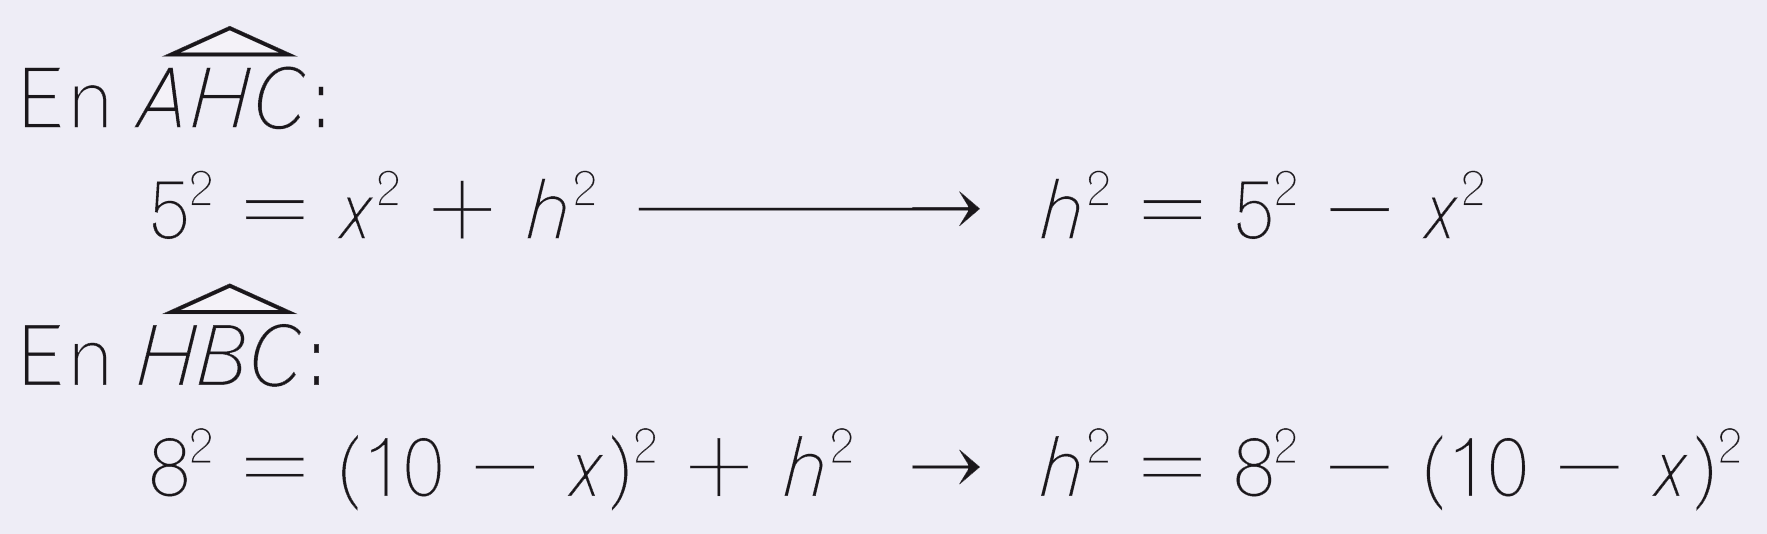 En AHC:
5² = x² + h² → h² = 5² − x²
En HBC:
8² = (10 − x)² + h² → h² = 8² − (10 − x)²